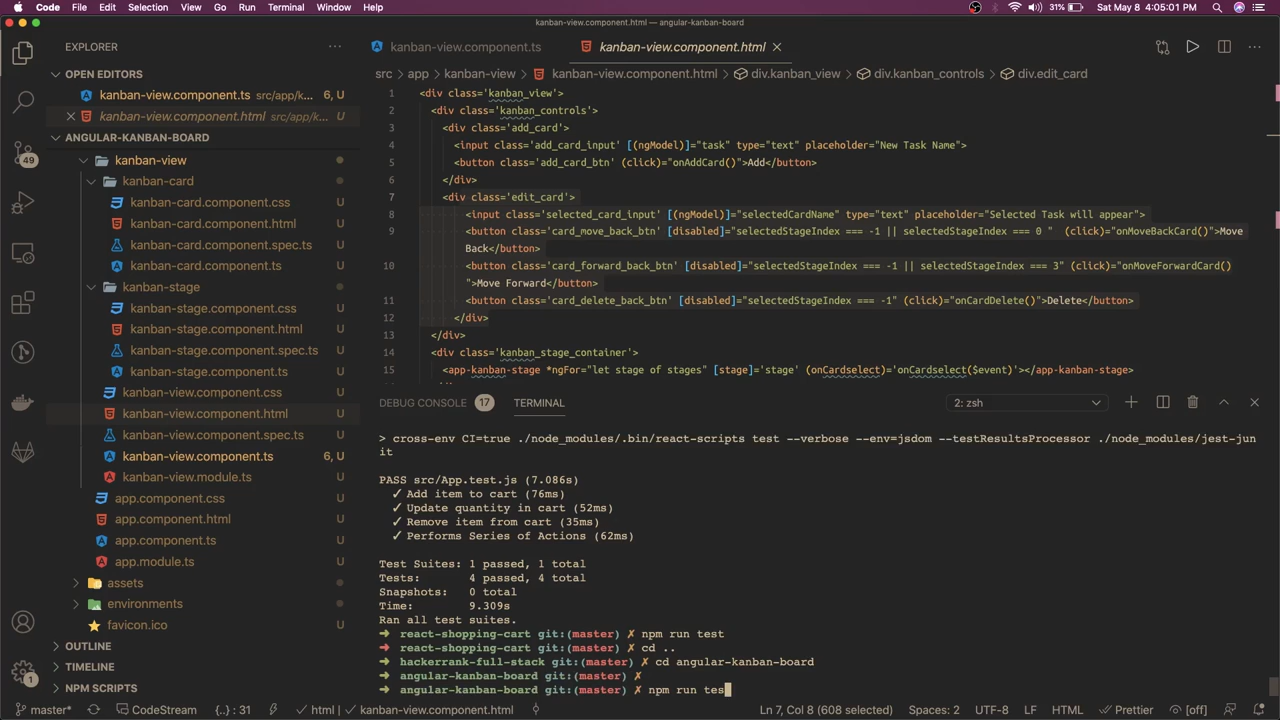 Code File Edit Selection View Go Run Terminal Window Help 31% Sat May 8 4:05:01 PM
kanban-view.component.html — angular-kanban-board
EXPLORER
OPEN EDITORS
kanban-view.component.ts src/app/k... 6, U
kanban-view.component.html src/app/k... U
ANGULAR-KANBAN-BOARD
kanban-view
kanban-card
kanban-card.component.css U
kanban-card.component.html U
kanban-card.component.spec.ts U
kanban-card.component.ts U
kanban-stage
kanban-stage.component.css U
kanban-stage.component.html U
kanban-stage.component.spec.ts U
kanban-stage.component.ts U
kanban-view.component.css U
kanban-view.component.html U
kanban-view.component.spec.ts U
kanban-view.component.ts 6, U
kanban-view.module.ts U
app.component.css U
app.component.html U
app.component.ts U
app.module.ts U
assets
environments
favicon.ico U
OUTLINE
TIMELINE
NPM SCRIPTS
49
1
kanban-view.component.ts kanban-view.component.html
src > app > kanban-view > kanban-view.component.html > div.kanban_view > div.kanban_controls > div.edit_card
1 <div class='kanban_view'>
2 <div class='kanban_controls'>
3 <div class='add_card'>
4 <input class='add_card_input' [(ngModel)]="task" type="text" placeholder="New Task Name">
5 <button class='add_card_btn' (click)="onAddCard()">Add</button>
6 </div>
7 <div class='edit_card'>
8 <input class='selected_card_input' [(ngModel)]="selectedCardName" type="text" placeholder="Selected Task will appear">
9 <button class='card_move_back_btn' [disabled]="selectedStageIndex === -1 || selectedStageIndex === 0 " (click)="onMoveBackCard()">Move
Back</button>
10 <button class='card_forward_back_btn' [disabled]="selectedStageIndex === -1 || selectedStageIndex === 3" (click)="onMoveForwardCard()
">Move Forward</button>
11 <button class='card_delete_back_btn' [disabled]="selectedStageIndex === -1" (click)="onCardDelete()">Delete</button>
12 </div>
13 </div>
14 <div class='kanban_stage_container'>
15 <app-kanban-stage *ngFor="let stage of stages" [stage]='stage' (onCardselect)='onCardselect($event)'></app-kanban-stage>
DEBUG CONSOLE 17 TERMINAL 2: zsh
> cross-env CI=true ./node_modules/.bin/react-scripts test --verbose --env=jsdom --testResultsProcessor ./node_modules/jest-jun
it
PASS src/App.test.js (7.086s)
✓ Add item to cart (76ms)
✓ Update quantity in cart (52ms)
✓ Remove item from cart (35ms)
✓ Performs Series of Actions (62ms)
Test Suites: 1 passed, 1 total
Tests: 4 passed, 4 total
Snapshots: 0 total
Time: 9.309s
Ran all test suites.
➜ react-shopping-cart git:(master) ✗ npm run test
➜ react-shopping-cart git:(master) ✗ cd ..
➜ hackerrank-full-stack git:(master) ✗ cd angular-kanban-board
➜ angular-kanban-board git:(master) ✗
➜ angular-kanban-board git:(master) ✗ npm run tes
master* CodeStream {..} : 31 html kanban-view.component.html Ln 7, Col 8 (608 selected) Spaces: 2 UTF-8 LF HTML Prettier [off]